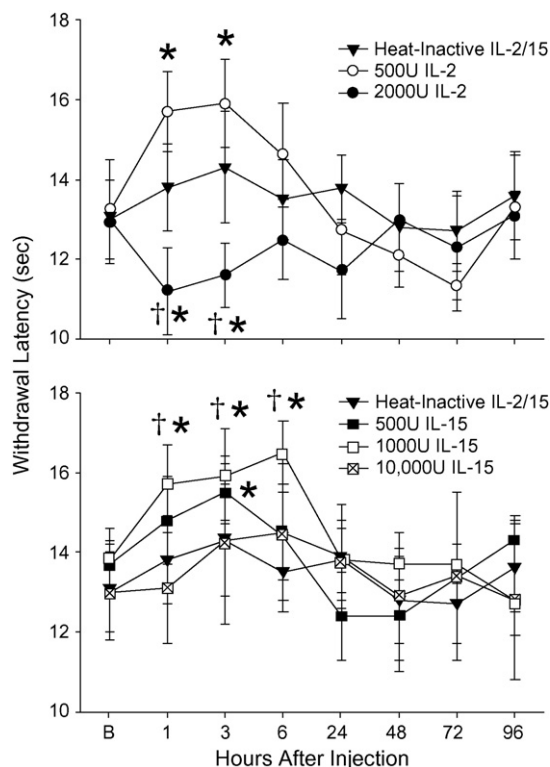 18
16
14
12
10
* *
Heat-Inactive IL-2/15
500U IL-2
2000U IL-2
†* †*
Withdrawal Latency (sec)
18
16
14
12
10
†* †* †*
*
Heat-Inactive IL-2/15
500U IL-15
1000U IL-15
10,000U IL-15
B 1 3 6 24 48 72 96
Hours After Injection